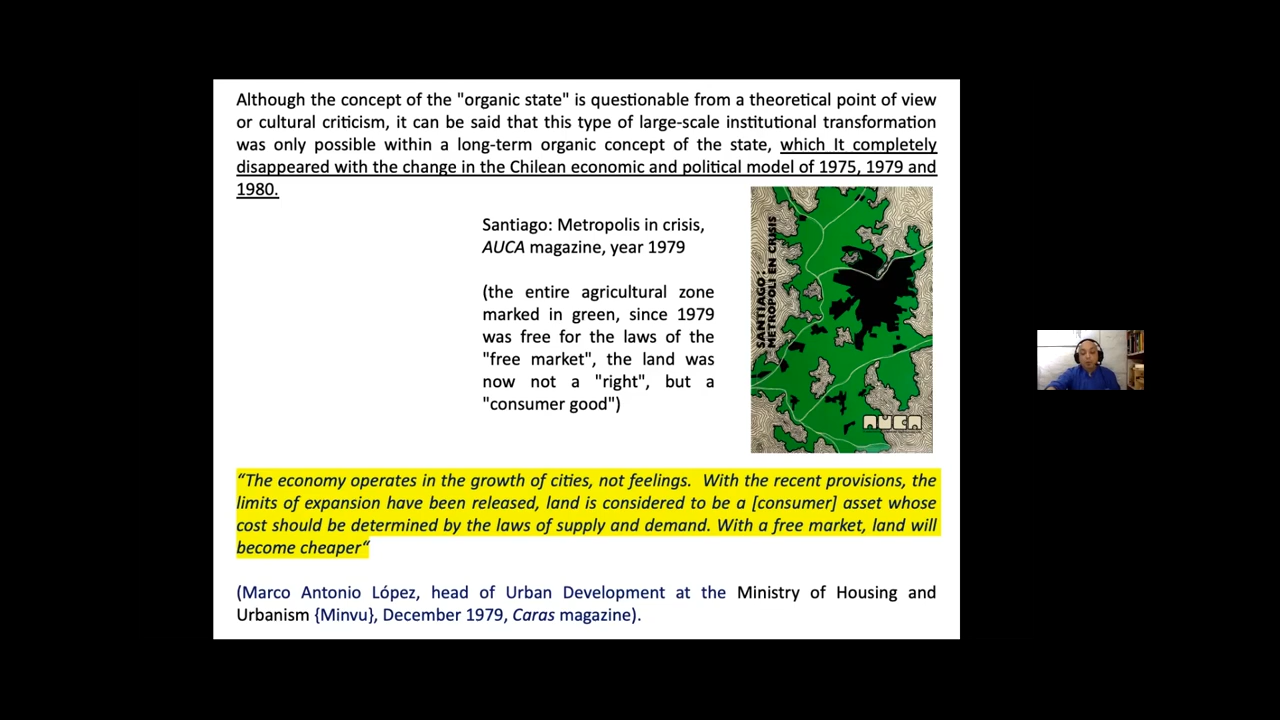 Although the concept of the "organic state" is questionable from a theoretical point of view
or cultural criticism, it can be said that this type of large-scale institutional transformation
was only possible within a long-term organic concept of the state, which It completely
disappeared with the change in the Chilean economic and political model of 1975, 1979 and
1980.
Santiago: Metropolis in crisis,
AUCA magazine, year 1979
(the entire agricultural zone
marked in green, since 1979
was free for the laws of the
"free market", the land was
now not a "right", but a
"consumer good")
SANTIAGO:
METROPOLI EN CRISIS
AUCA
“The economy operates in the growth of cities, not feelings. With the recent provisions, the
limits of expansion have been released, land is considered to be a [consumer] asset whose
cost should be determined by the laws of supply and demand. With a free market, land will
become cheaper“
(Marco Antonio López, head of Urban Development at the Ministry of Housing and
Urbanism {Minvu}, December 1979, Caras magazine).